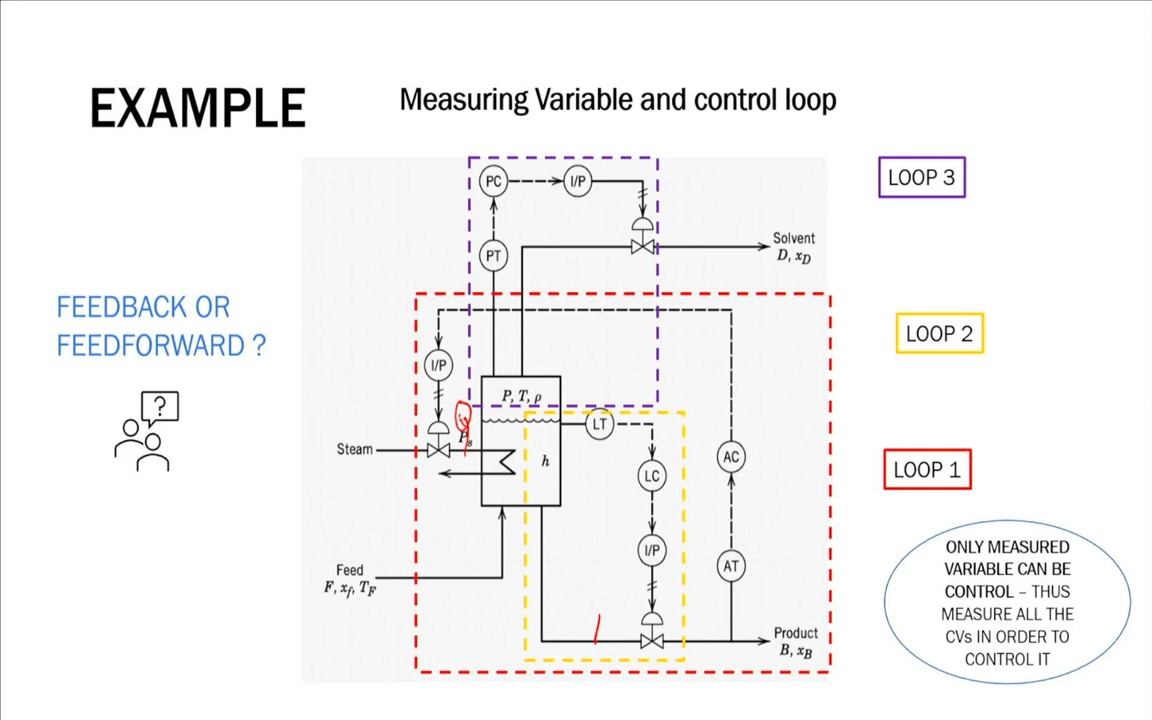 EXAMPLE
Measuring Variable and control loop
LOOP 3
PC
I/P
PT
Solvent
D, xD
FEEDBACK OR
FEEDFORWARD ?
?
LOOP 2
I/P
P, T, ρ
LT
Ps
Steam
h
LC
AC
LOOP 1
I/P
AT
Feed
F, xf, TF
Product
B, xB
ONLY MEASURED
VARIABLE CAN BE
CONTROL – THUS
MEASURE ALL THE
CVs IN ORDER TO
CONTROL IT